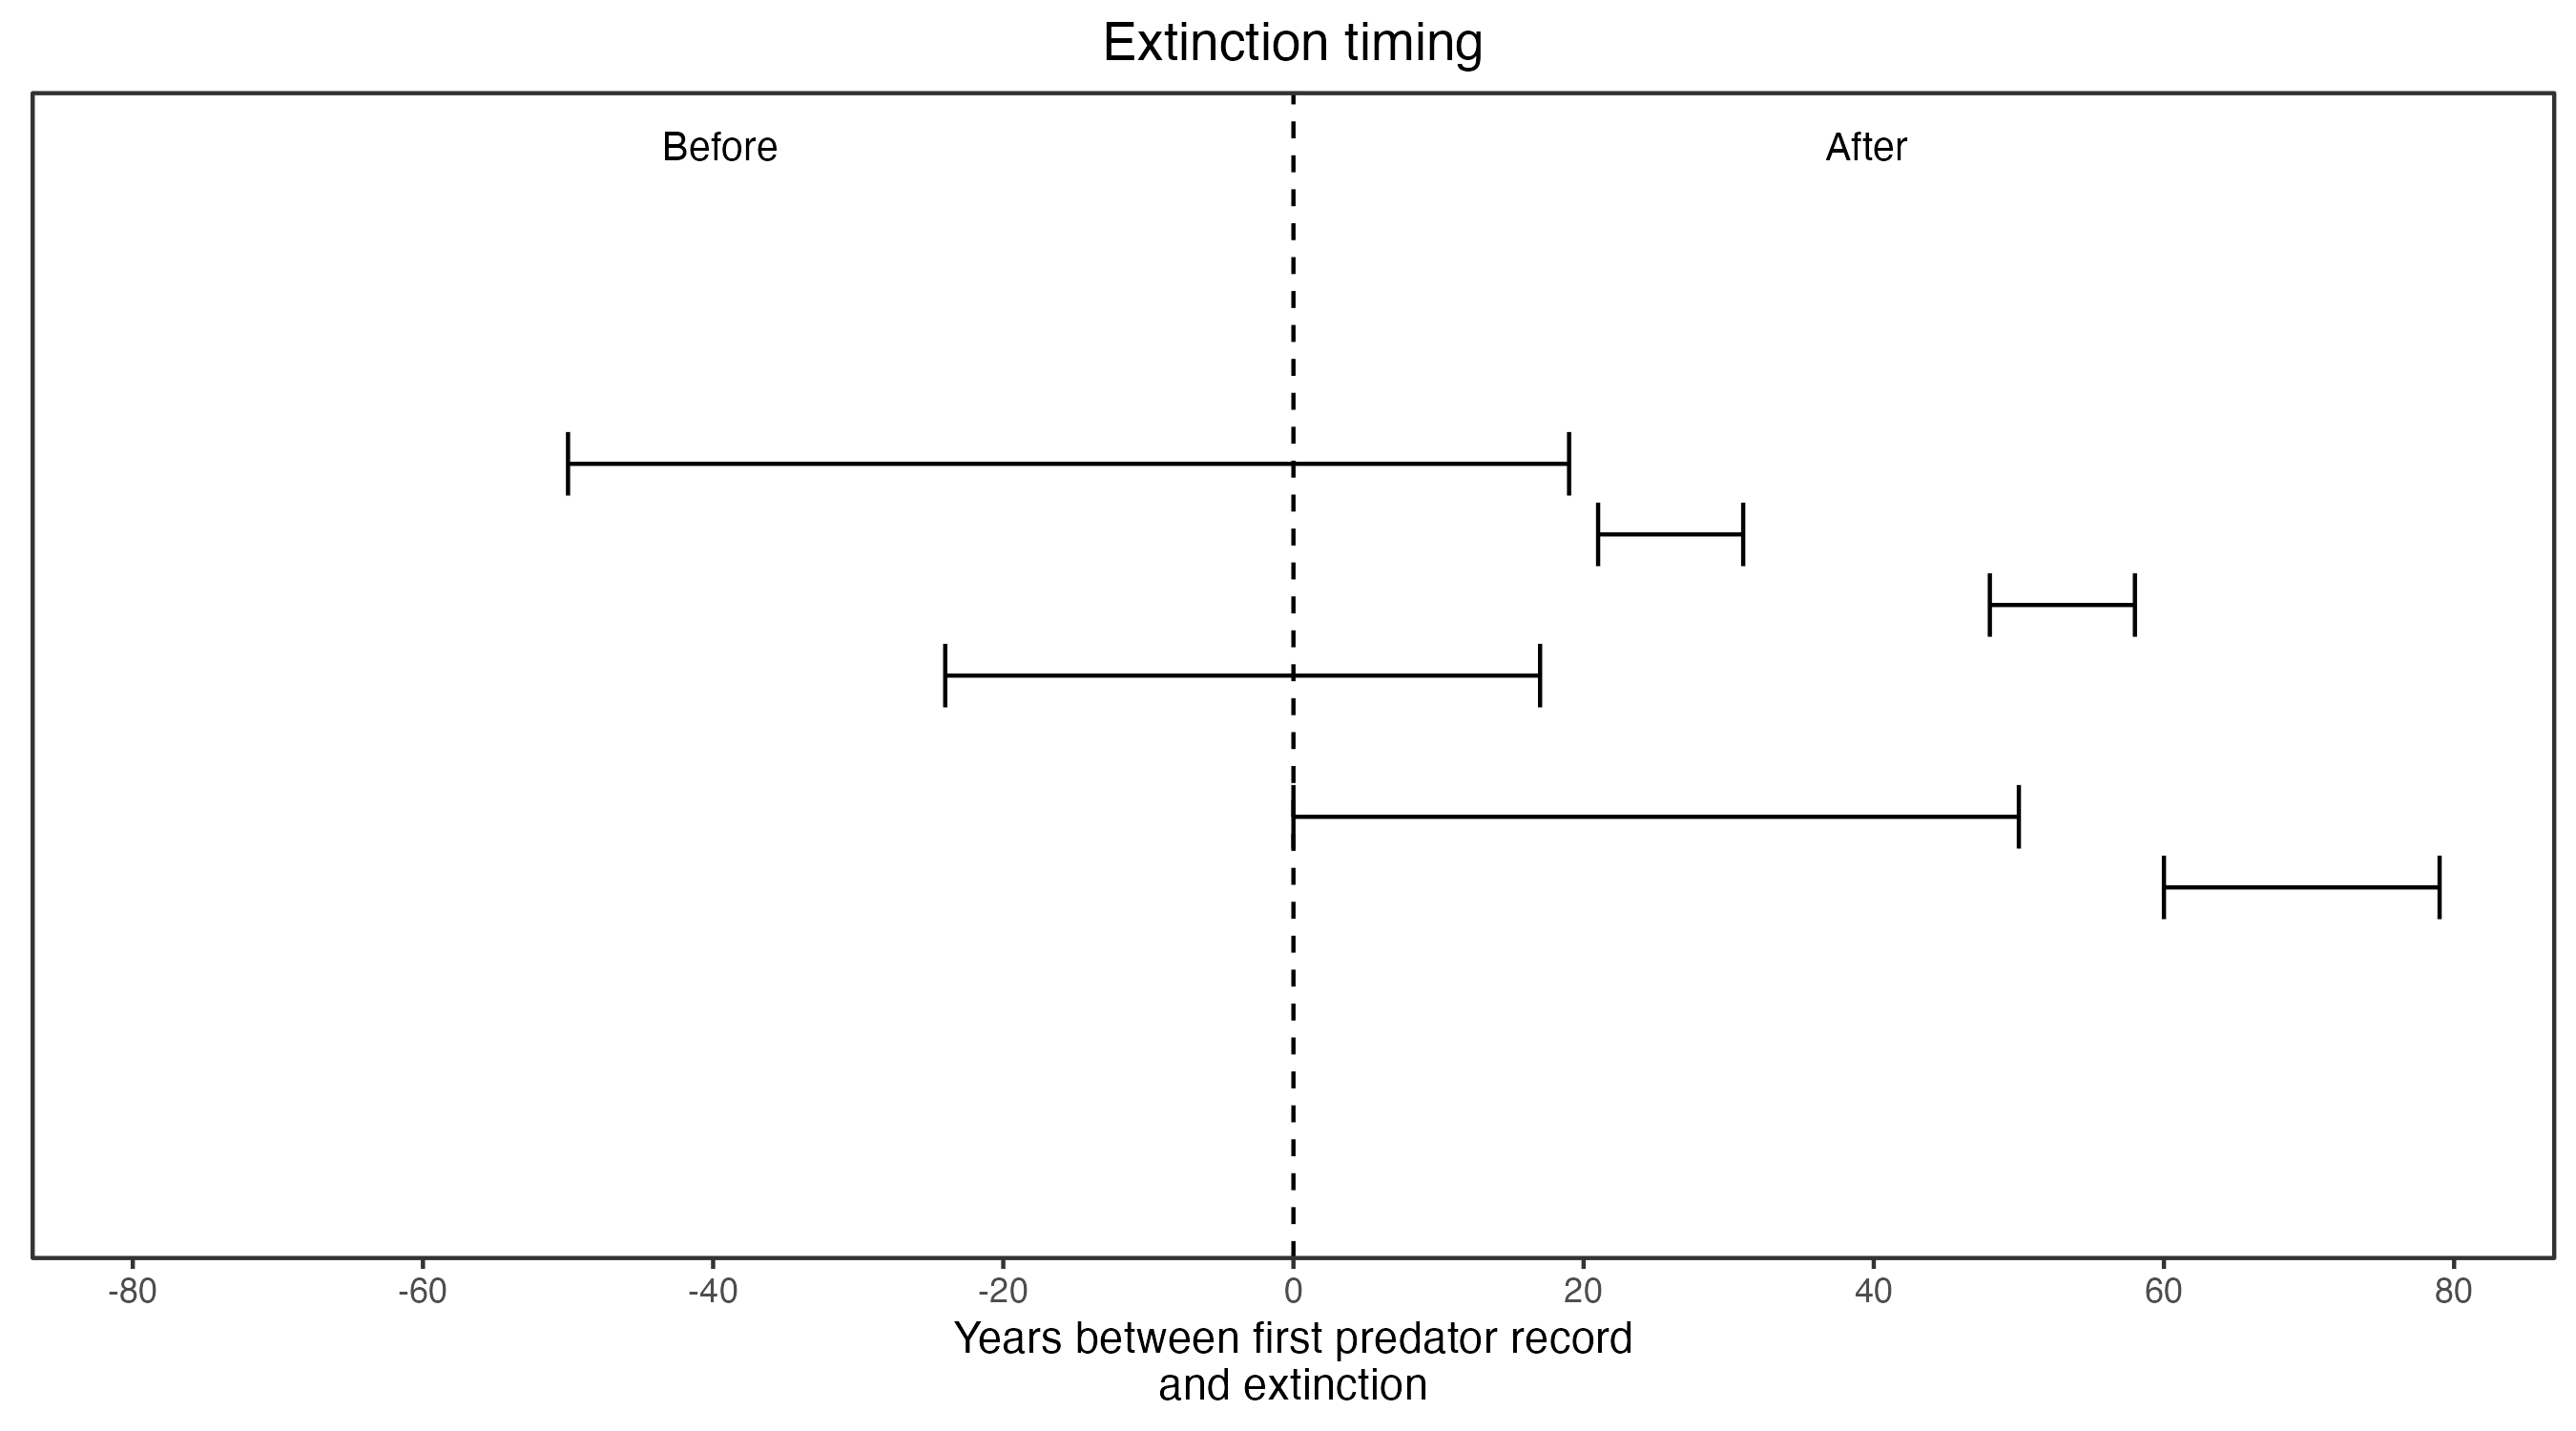 Extinction timing
Before
After
-80
-60
-40
-20
0
20
40
60
80
Years between first predator record
and extinction